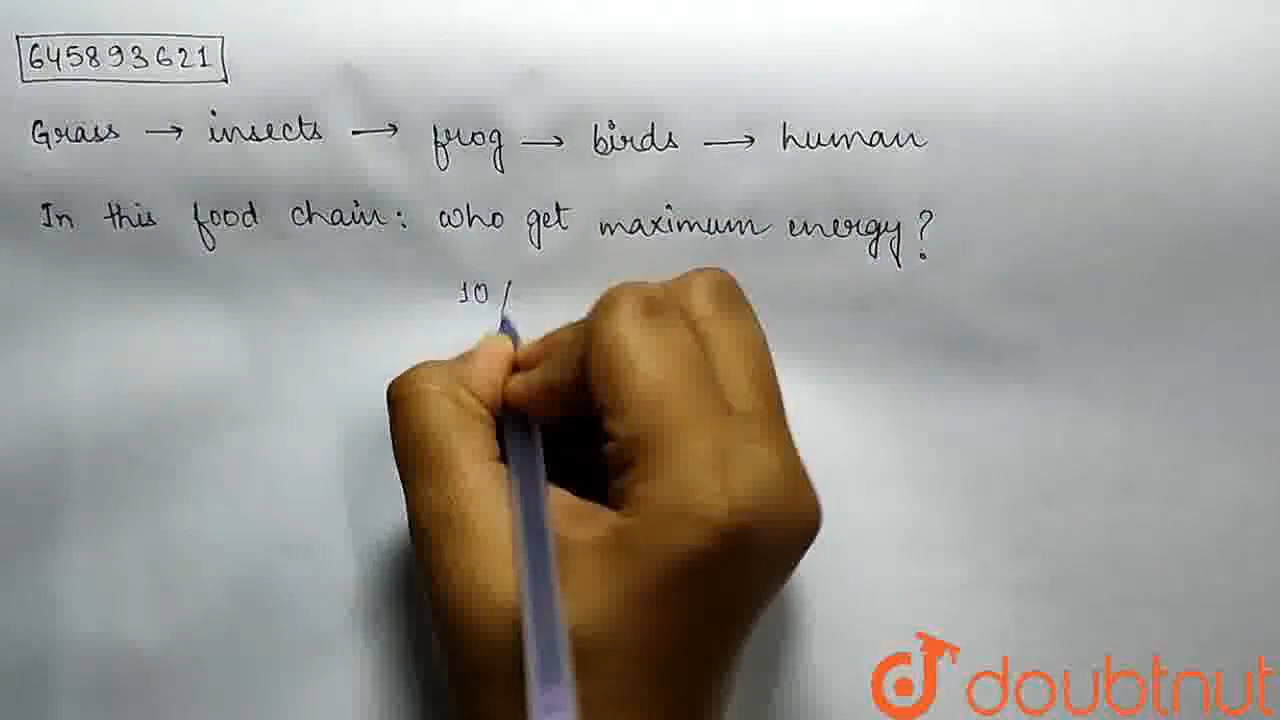 645893621
Grass → insects → frog → birds → human
In this food chain: who get maximum energy?
10 /
doubtnut